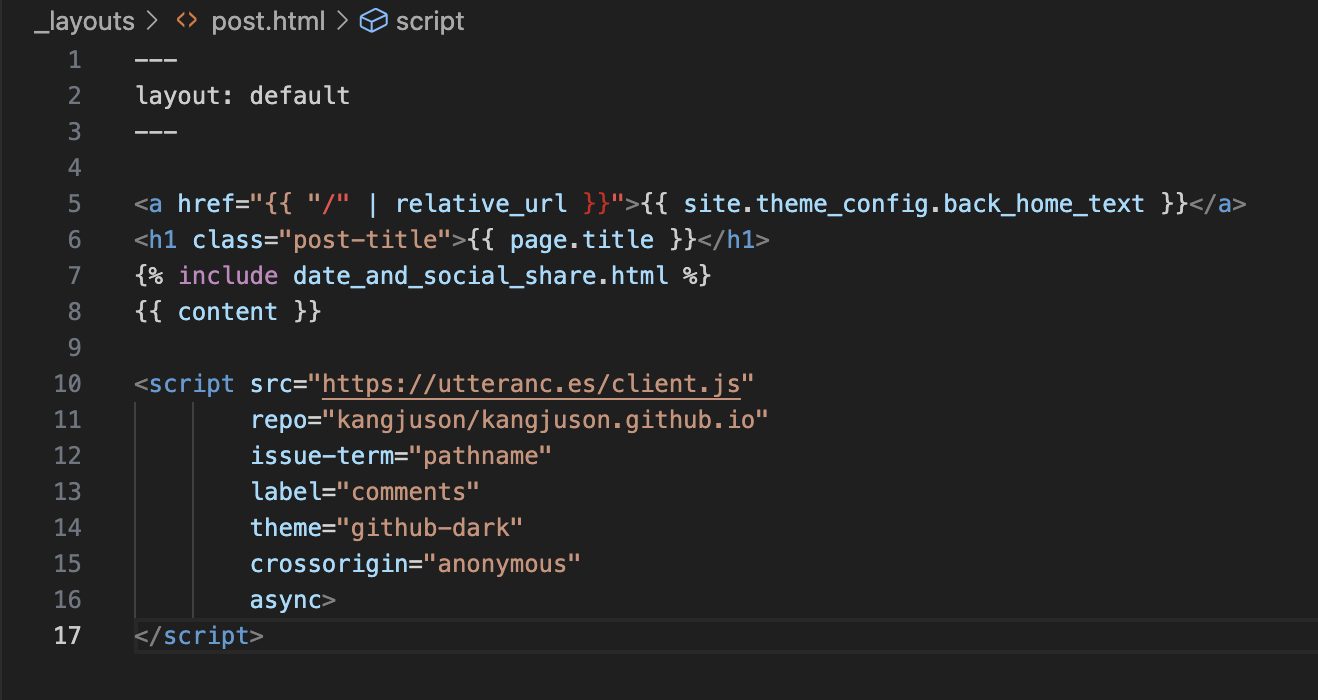 _layouts > <> post.html > script
1 ---
2 layout: default
3 ---
4
5 <a href="{{ "/" | relative_url }}">{{ site.theme_config.back_home_text }}</a>
6 <h1 class="post-title">{{ page.title }}</h1>
7 {% include date_and_social_share.html %}
8 {{ content }}
9
10 <script src="https://utteranc.es/client.js"
11 repo="kangjuson/kangjuson.github.io"
12 issue-term="pathname"
13 label="comments"
14 theme="github-dark"
15 crossorigin="anonymous"
16 async>
17 </script>